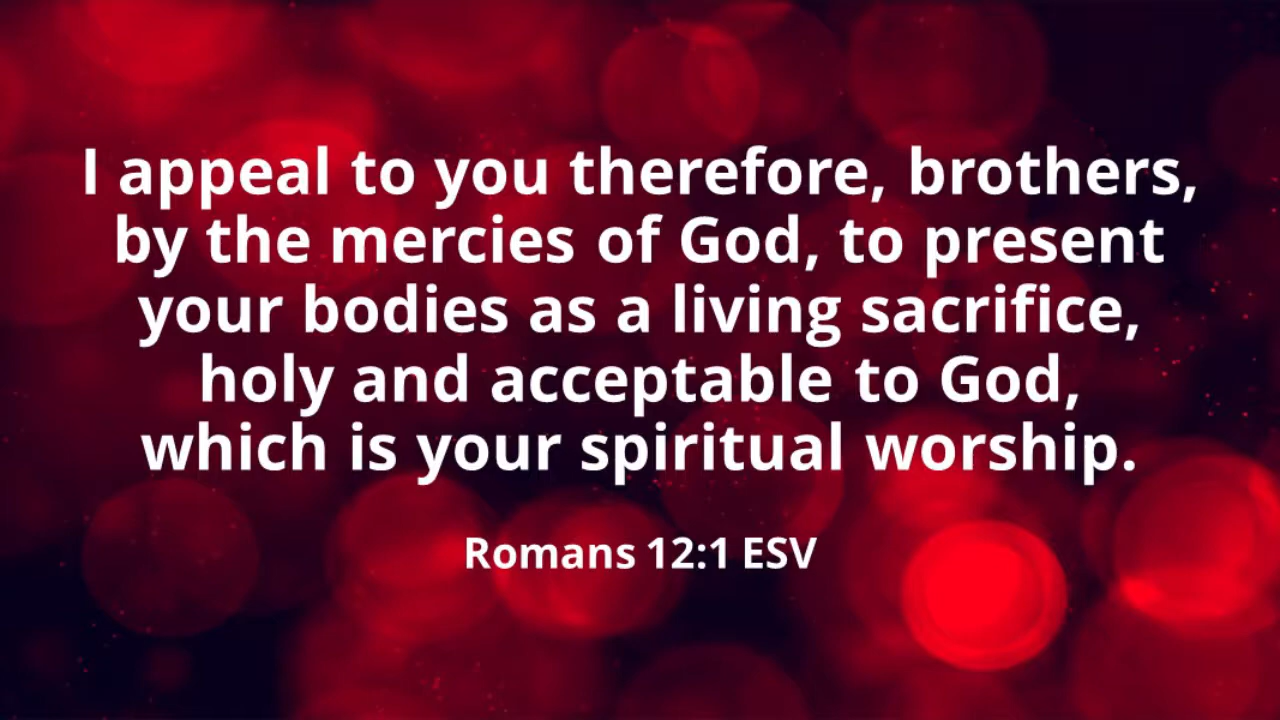 I appeal to you therefore, brothers,
by the mercies of God, to present
your bodies as a living sacrifice,
holy and acceptable to God,
which is your spiritual worship.
Romans 12:1 ESV